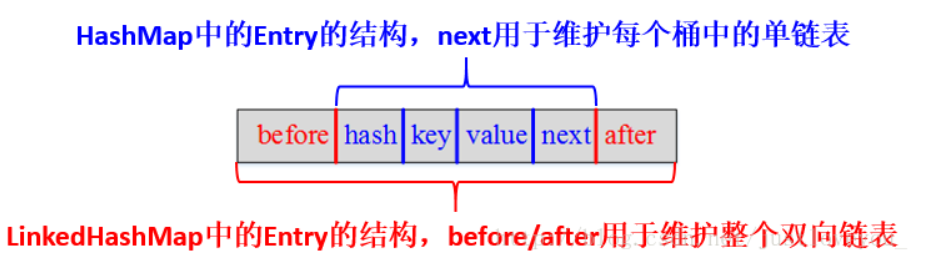 HashMap中的Entry的结构，next用于维护每个桶中的单链表
before hash key value next after
LinkedHashMap中的Entry的结构，before/after用于维护整个双向链表